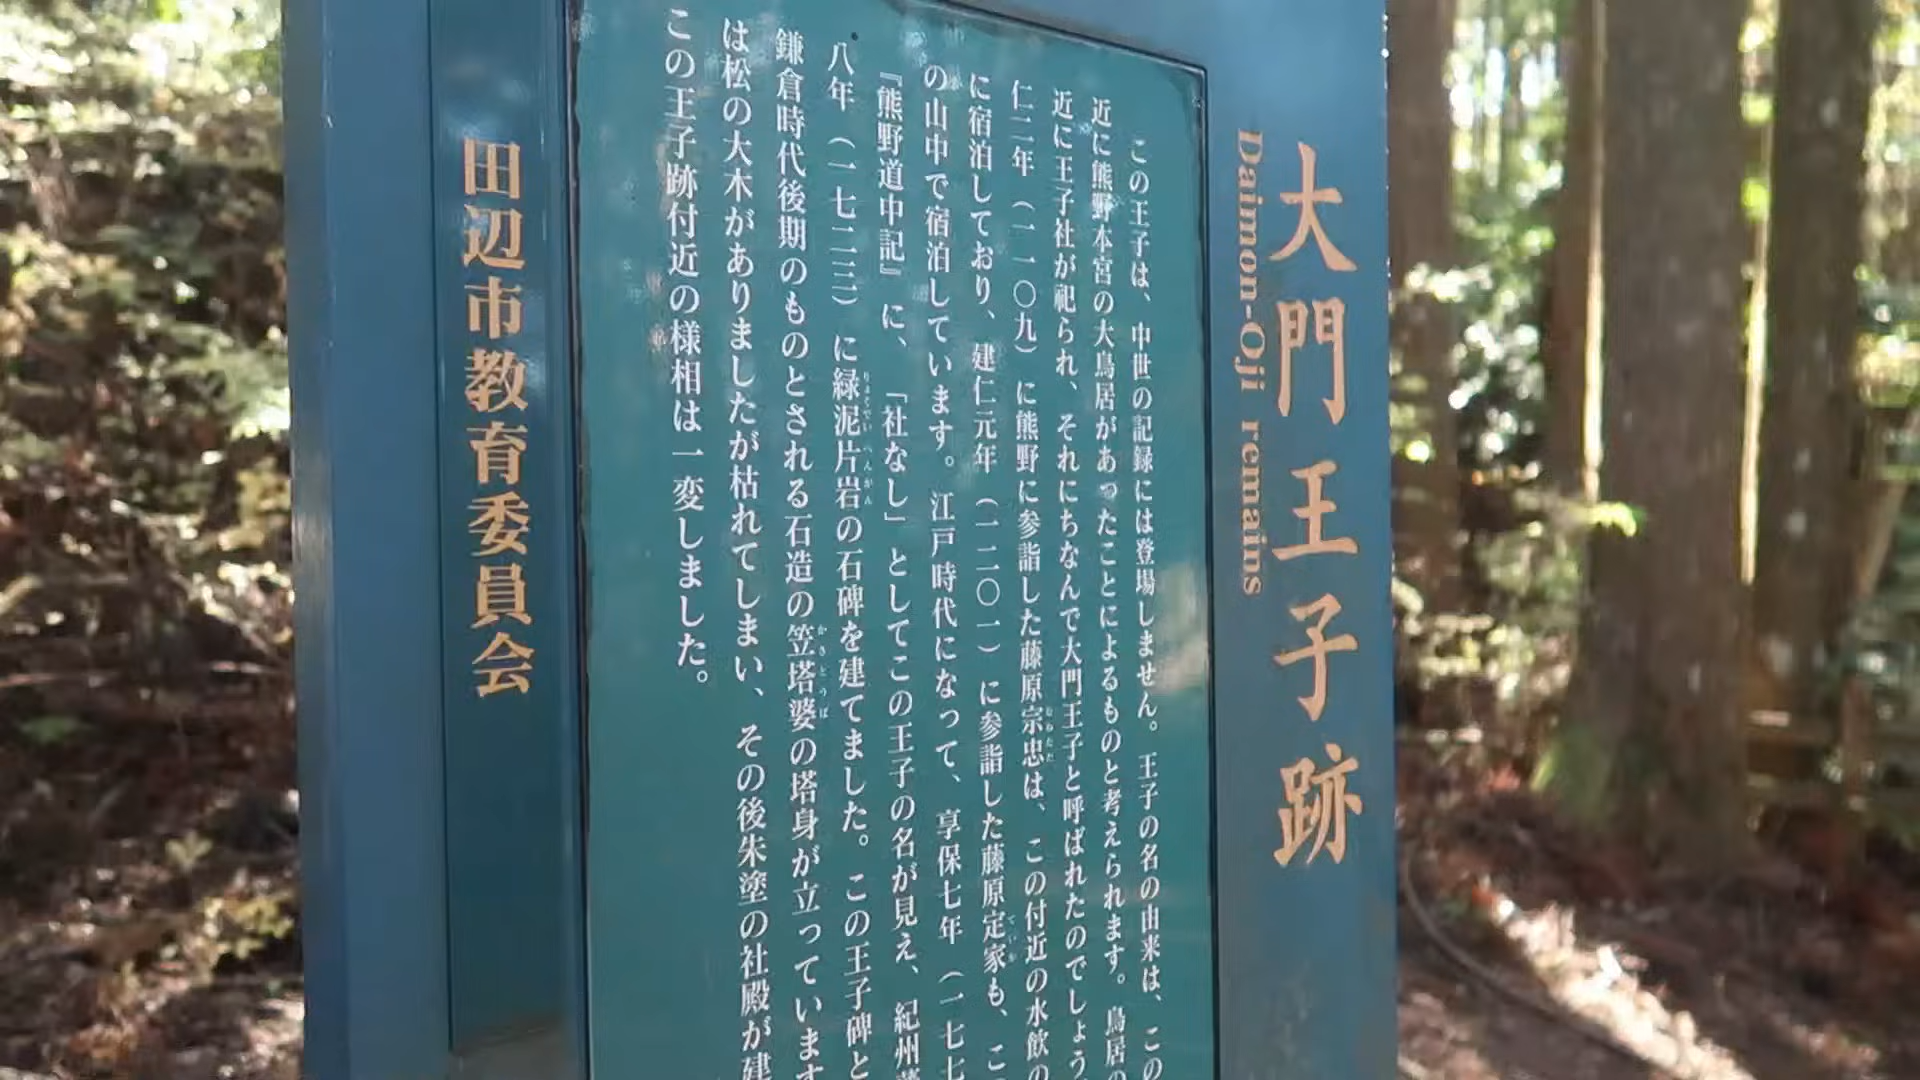 大門王子跡
Daimon-Oji remains
この王子は、中世の記録には登場しません。王子の名の由来は、この
近に熊野本宮の大鳥居があったことによるものと考えられます。鳥居の
近に王子社が祀られ、それにちなんで大門王子と呼ばれたのでしょう
仁二年（一一〇九）に熊野に参詣した藤原宗忠は、この付近の水飲の
に宿泊しており、建仁元年（一二〇一）に参詣した藤原定家も、こ
の山中で宿泊しています。江戸時代になって、享保七年（一七
『熊野道中記』に、「社なし」としてこの王子の名が見え、紀州
八年（一七二三）に緑泥片岩の石碑を建てました。この王子碑と
鎌倉時代後期のものとされる石造の笠塔婆の塔身が立っています
は松の大木がありましたが枯れてしまい、その後朱塗の社殿が建
この王子跡付近の様相は一変しました。
田辺市教育委員会